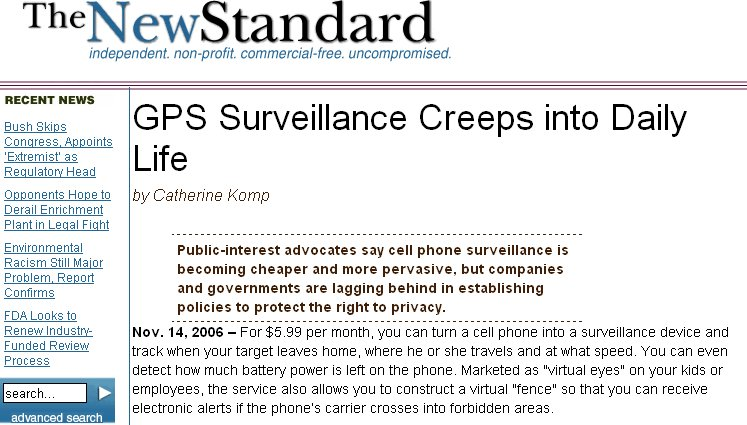 The NewStandard
independent. non-profit. commercial-free. uncompromised.
RECENT NEWS
Bush Skips
Congress, Appoints
'Extremist' as
Regulatory Head
Opponents Hope to
Derail Enrichment
Plant in Legal Fight
Environmental
Racism Still Major
Problem, Report
Confirms
FDA Looks to
Renew Industry-
Funded Review
Process
search...
advanced search
GPS Surveillance Creeps into Daily
Life
by Catherine Komp
Public-interest advocates say cell phone surveillance is
becoming cheaper and more pervasive, but companies
and governments are lagging behind in establishing
policies to protect the right to privacy.
Nov. 14, 2006 – For $5.99 per month, you can turn a cell phone into a surveillance device and
track when your target leaves home, where he or she travels and at what speed. You can even
detect how much battery power is left on the phone. Marketed as "virtual eyes" on your kids or
employees, the service also allows you to construct a virtual "fence" so that you can receive
electronic alerts if the phone's carrier crosses into forbidden areas.